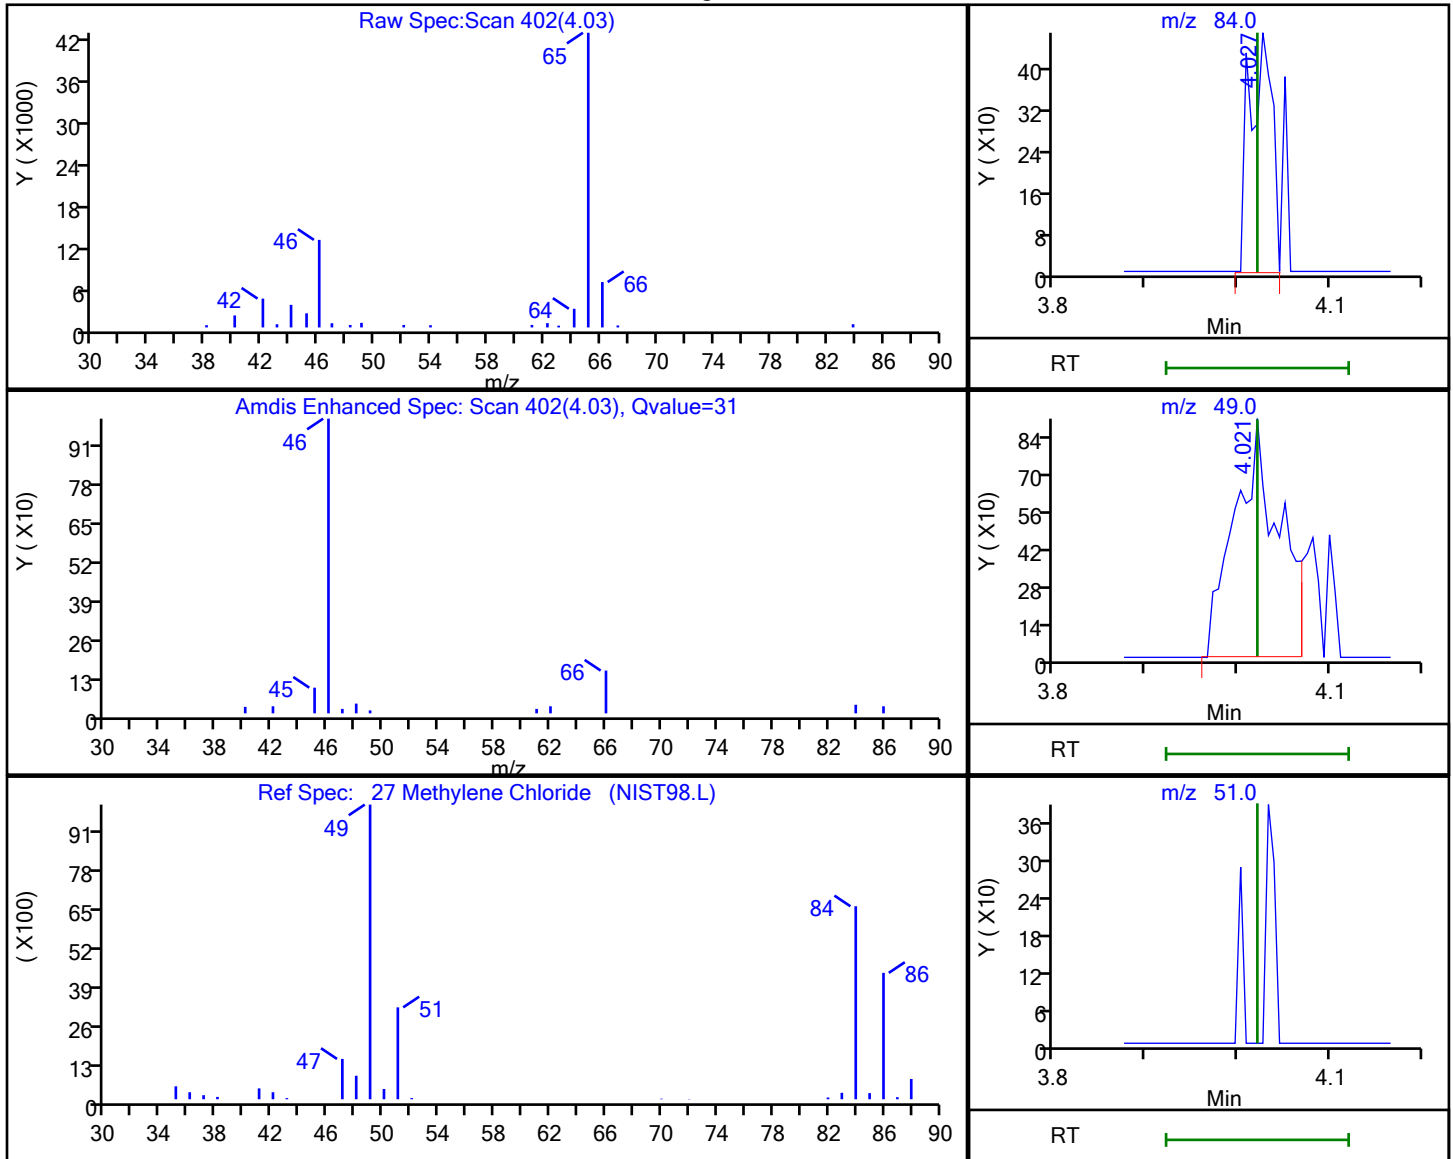 Raw Spec:Scan 402(4.03)
Y ( X1000)
42
36
30
24
18
12
6
0
65
46
42
64
66
30 34 38 42 46 50 54 58 62 66 70 74 78 82 86 90
m/z
m/z 84.0
Y ( X10)
40
32
24
16
8
0
4.027
3.8 4.1
Min
RT
Amdis Enhanced Spec: Scan 402(4.03), Qvalue=31
Y ( X10)
91
78
65
52
39
26
13
0
46
45
66
30 34 38 42 46 50 54 58 62 66 70 74 78 82 86 90
m/z
m/z 49.0
Y ( X10)
84
70
56
42
28
14
0
4.021
3.8 4.1
Min
RT
Ref Spec: 27 Methylene Chloride (NIST98.L)
( X100)
91
78
65
52
39
26
13
0
49
84
86
51
47
30 34 38 42 46 50 54 58 62 66 70 74 78 82 86 90
m/z 51.0
Y ( X10)
36
30
24
18
12
6
0
3.8 4.1
Min
RT